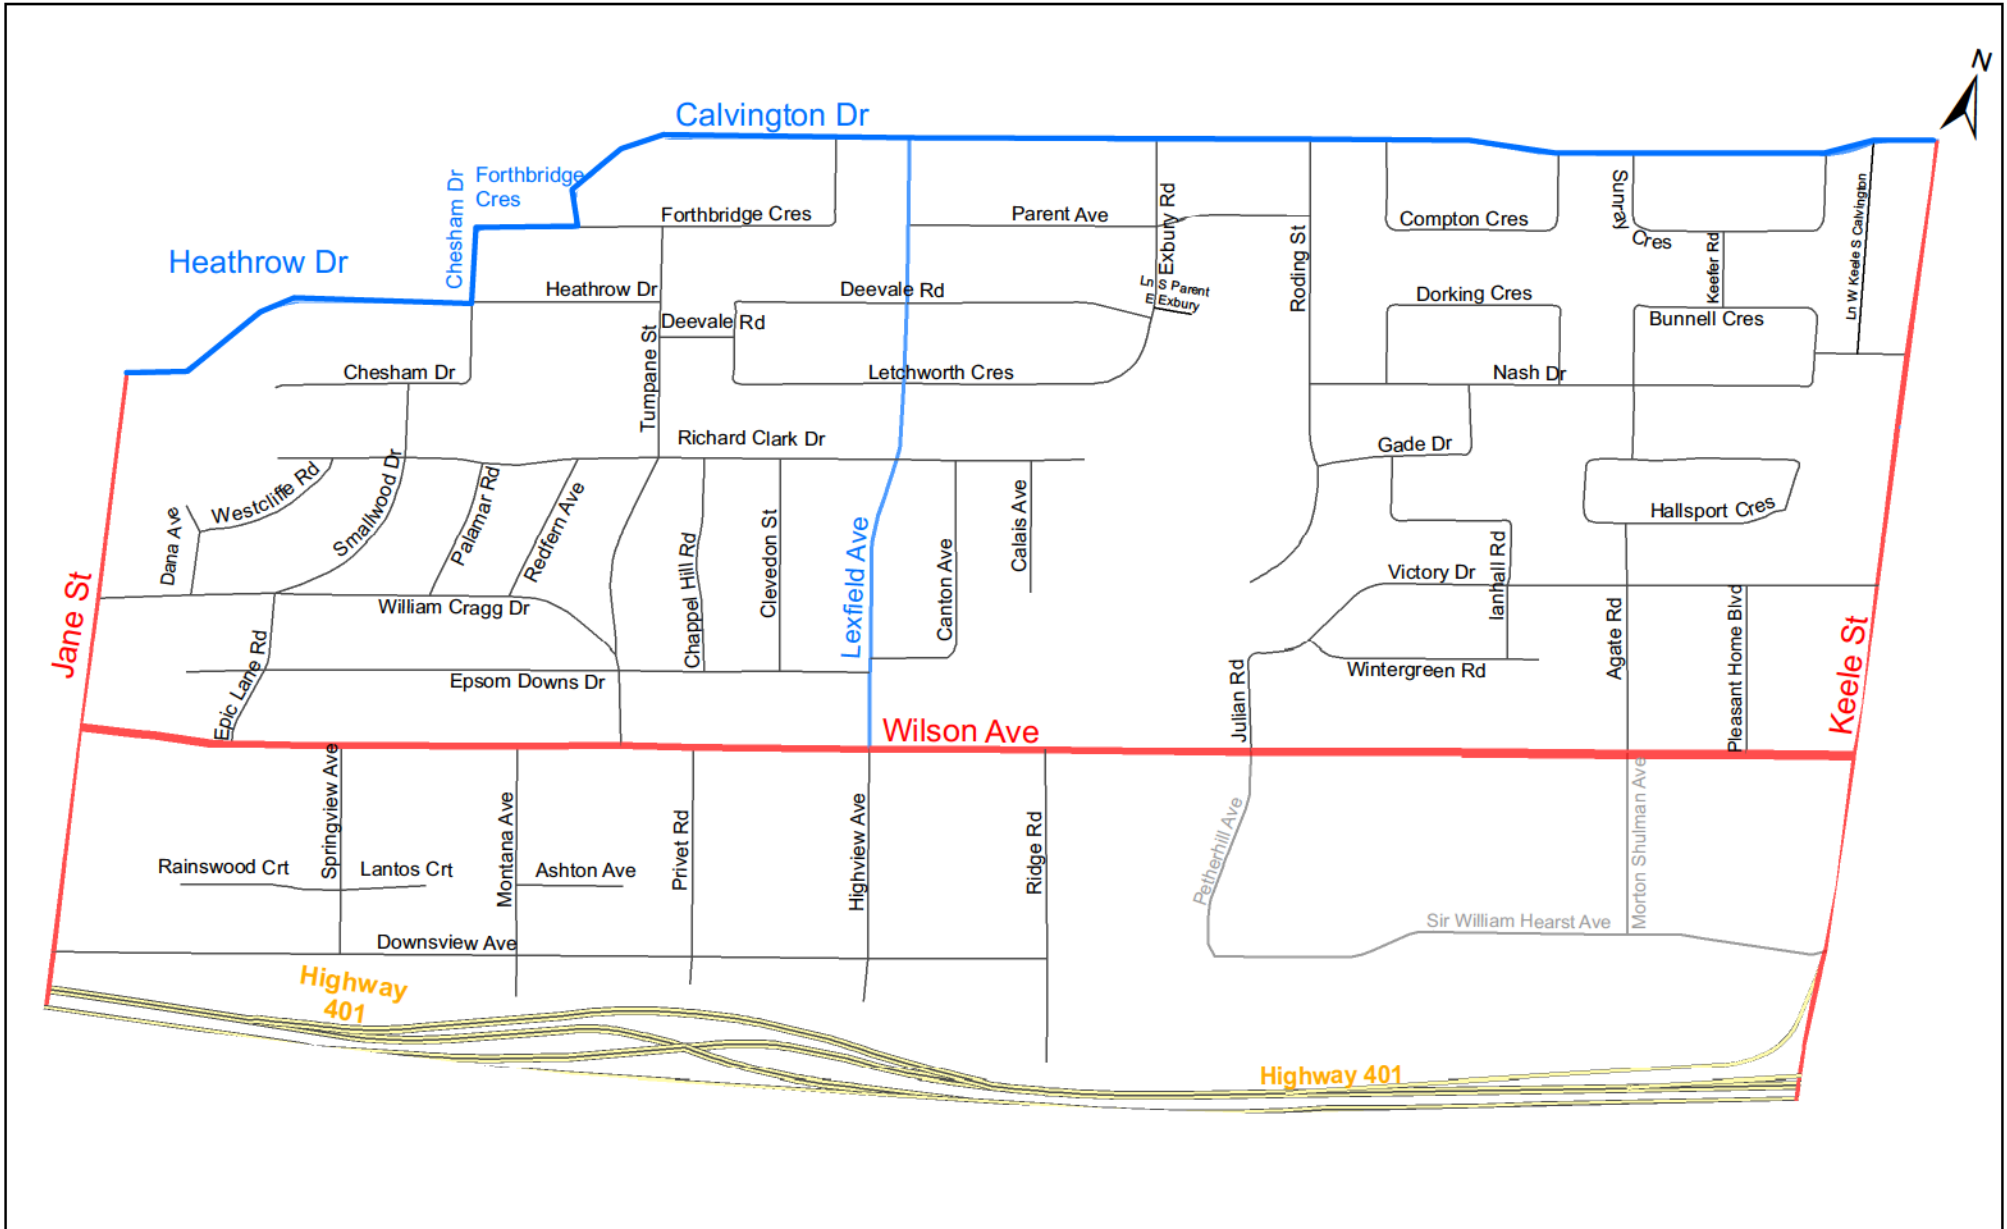 N
Calvington Dr
Forthbridge
Cres
Chesham Dr
Heathrow Dr
Forthbridge Cres
Parent Ave
Exbury Rd
Compton Cres
Sunray
Cres
Keefer Rd
Ln W Keele S Calvington
Roding St
Ln S Parent
E Exbury
Heathrow Dr
Deevale Rd
Dorking Cres
Bunnell Cres
Deevale Rd
Tumpane St
Chesham Dr
Letchworth Cres
Nash Dr
Richard Clark Dr
Gade Dr
Westcliffe Rd
Smallwood Dr
Palamar Rd
Redfern Ave
Dana Ave
Chappel Hill Rd
Clevedon St
Lexfield Ave
Canton Ave
Calais Ave
Hallsport Cres
Victory Dr
Ianhall Rd
Jane St
William Cragg Dr
Agate Rd
Pleasant Home Blvd
Keele St
Epic Lane Rd
Epsom Downs Dr
Julian Rd
Wintergreen Rd
Wilson Ave
Springview Ave
Montana Ave
Privet Rd
Highview Ave
Ridge Rd
Petherhill Ave
Morton Shulman Ave
Rainswood Crt
Lantos Crt
Ashton Ave
Sir William Hearst Ave
Downsview Ave
Highway
401
Highway 401